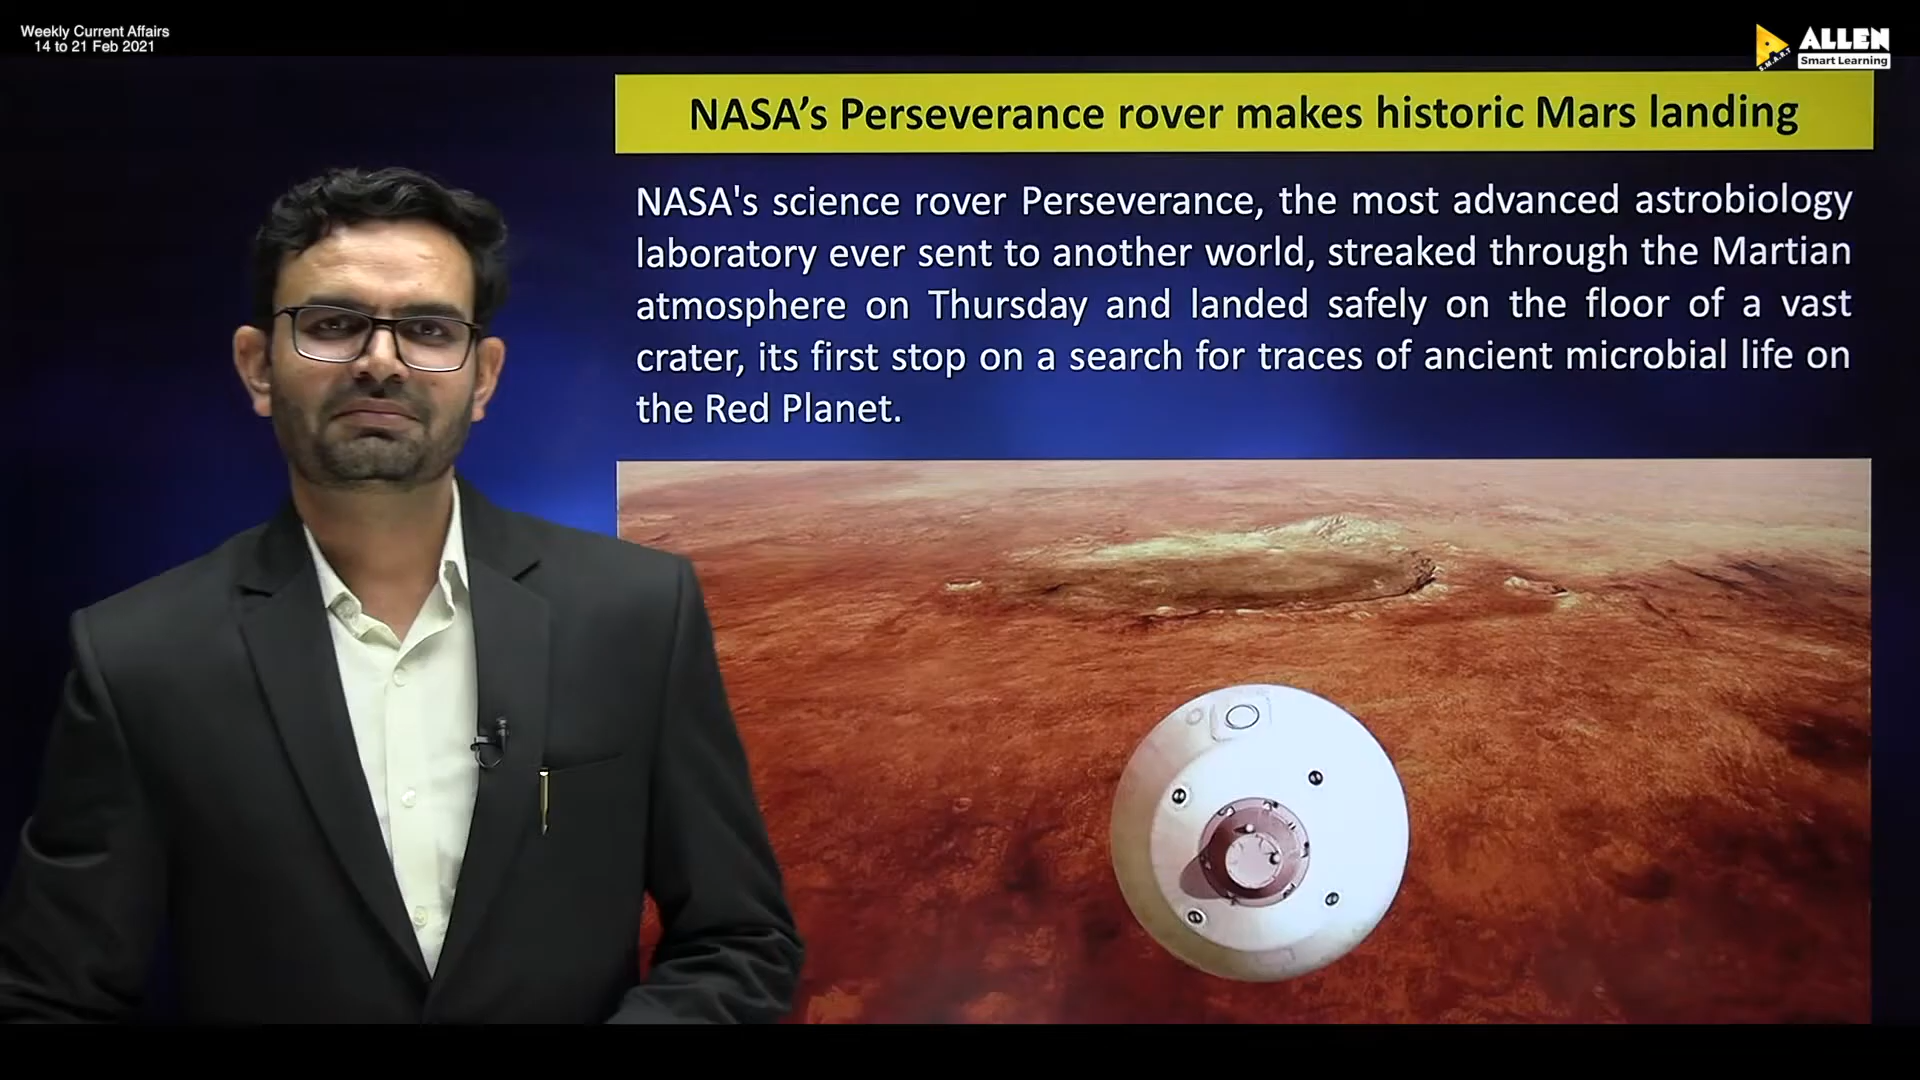 Weekly Current Affairs
14 to 21 Feb 2021
S.M.A.R.T
ALLEN
Smart Learning
NASA’s Perseverance rover makes historic Mars landing
NASA's science rover Perseverance, the most advanced astrobiology
laboratory ever sent to another world, streaked through the Martian
atmosphere on Thursday and landed safely on the floor of a vast
crater, its first stop on a search for traces of ancient microbial life on
the Red Planet.